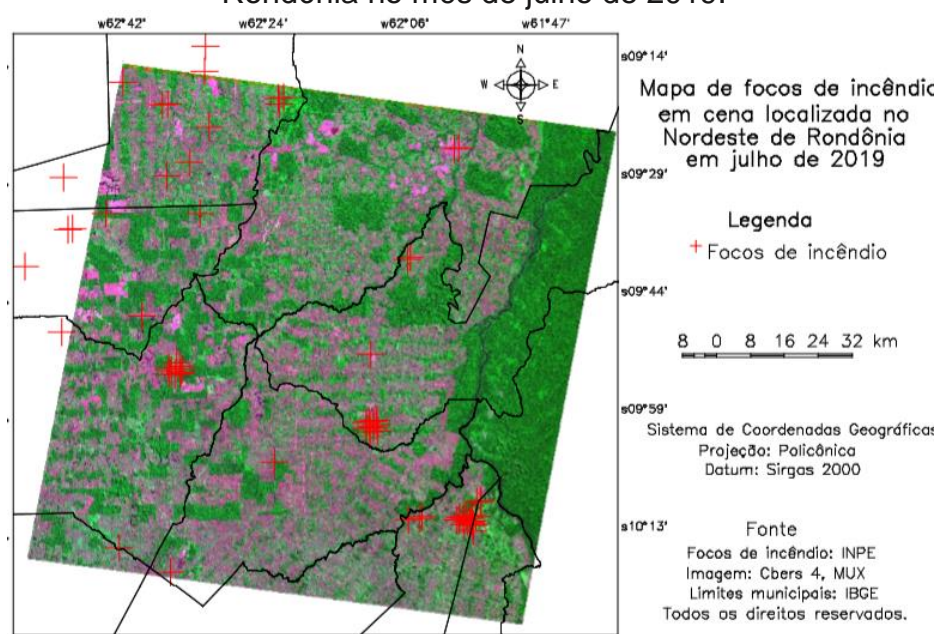 Rondônia no mês de julho de 2019.
w62°42' w62°24' w62°06' w61°47'
N
W E
S
s09°14'
s09°29'
s09°44'
s09°59'
s10°13'
Mapa de focos de incêndio
em cena localizada no
Nordeste de Rondônia
em julho de 2019
Legenda
Focos de incêndio
8 0 8 16 24 32 km
Sistema de Coordenadas Geográficas
Projeção: Policônica
Datum: Sirgas 2000
Fonte
Focos de incêndio: INPE
Imagem: Cbers 4, MUX
Limites municipais: IBGE
Todos os direitos reservados.